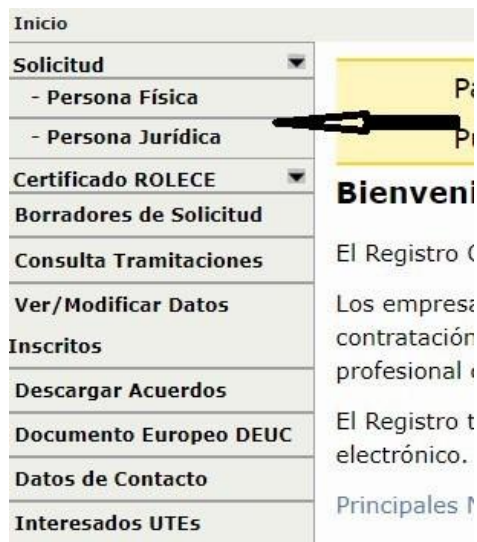 Inicio
Solicitud
- Persona Física
- Persona Jurídica
Certificado ROLECE
Borradores de Solicitud
Consulta Tramitaciones
Ver/Modificar Datos
Inscritos
Descargar Acuerdos
Documento Europeo DEUC
Datos de Contacto
Interesados UTEs
Bienveni
El Registro
Los empresa
contratación
profesional
El Registro t
electrónico.
Principales